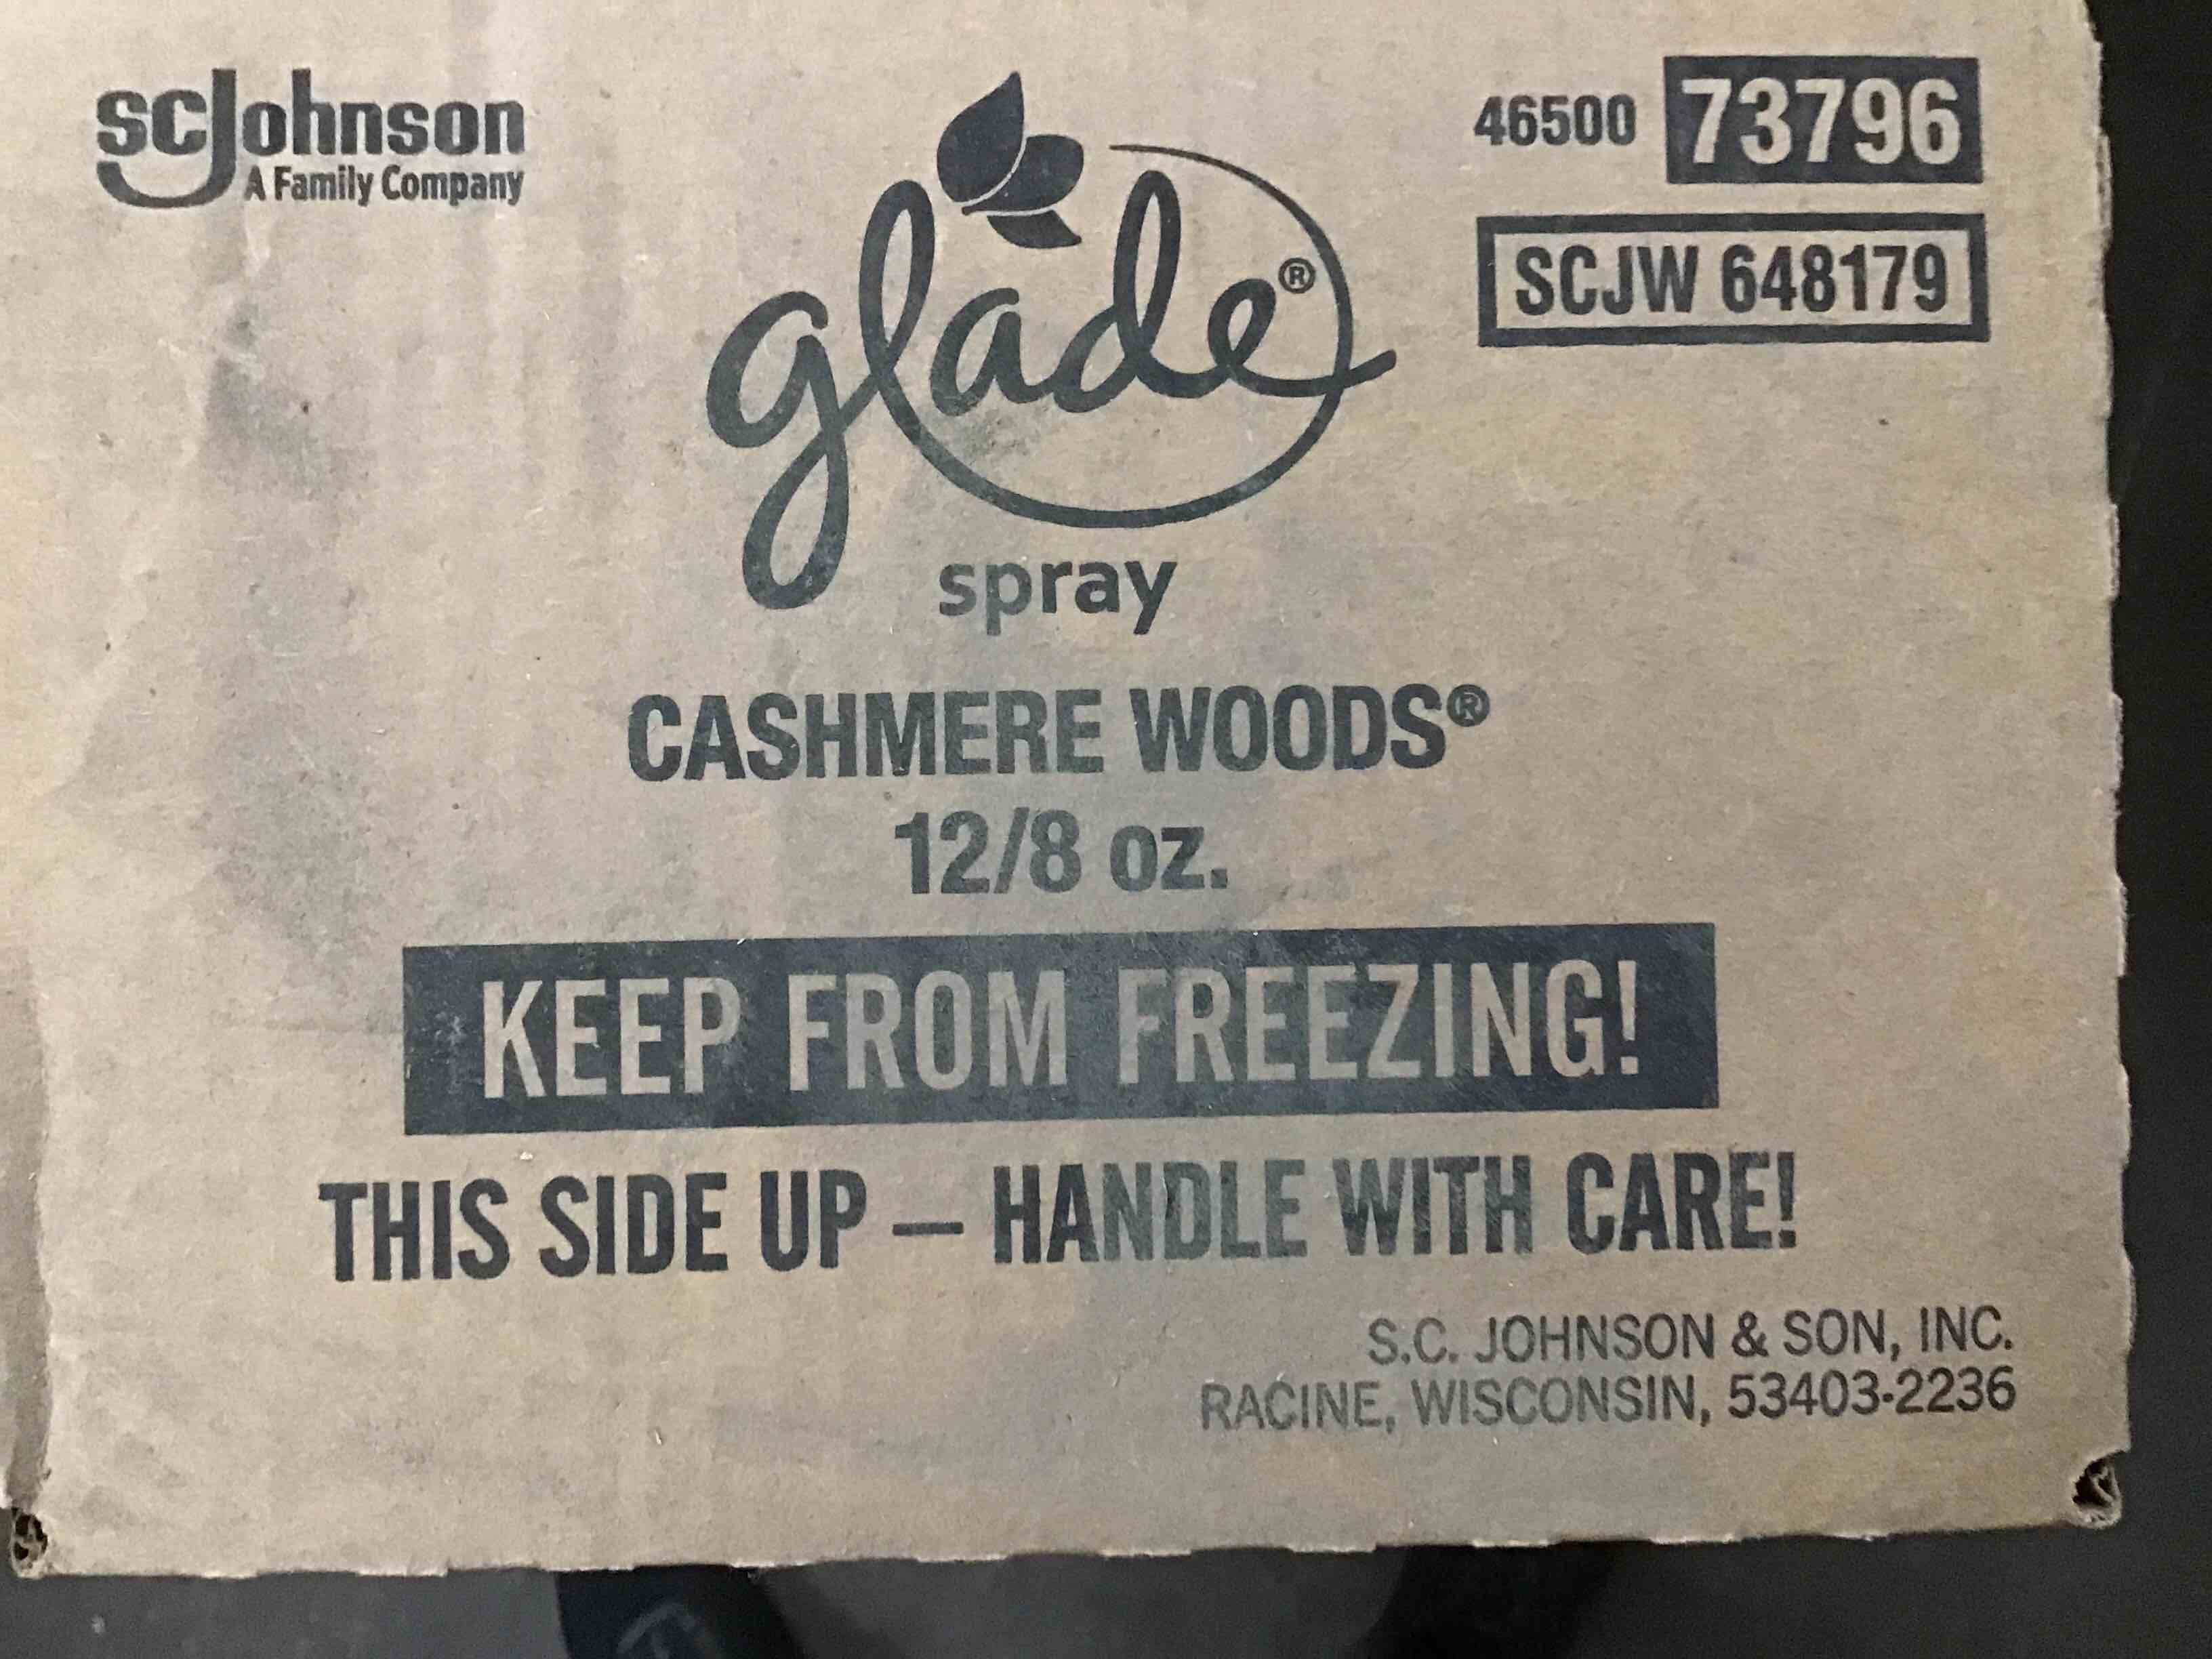 SCJohnson
A Family Company
46500 73796
SCJW 648179
glade®
spray
CASHMERE WOODS®
12/8 oz.
KEEP FROM FREEZING!
THIS SIDE UP – HANDLE WITH CARE!
S.C. JOHNSON & SON, INC.
RACINE, WISCONSIN, 53403-2236